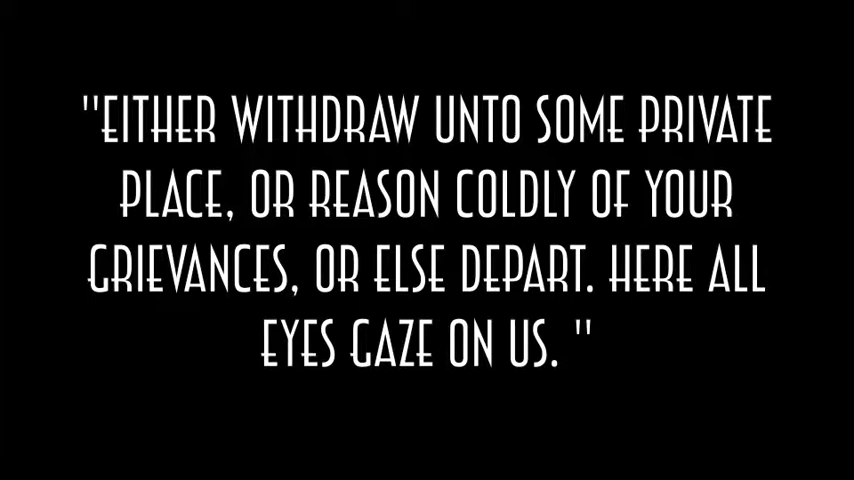 "EITHER WITHDRAW UNTO SOME PRIVATE
PLACE, OR REASON COLDLY OF YOUR
GRIEVANCES, OR ELSE DEPART. HERE ALL
EYES GAZE ON US. "